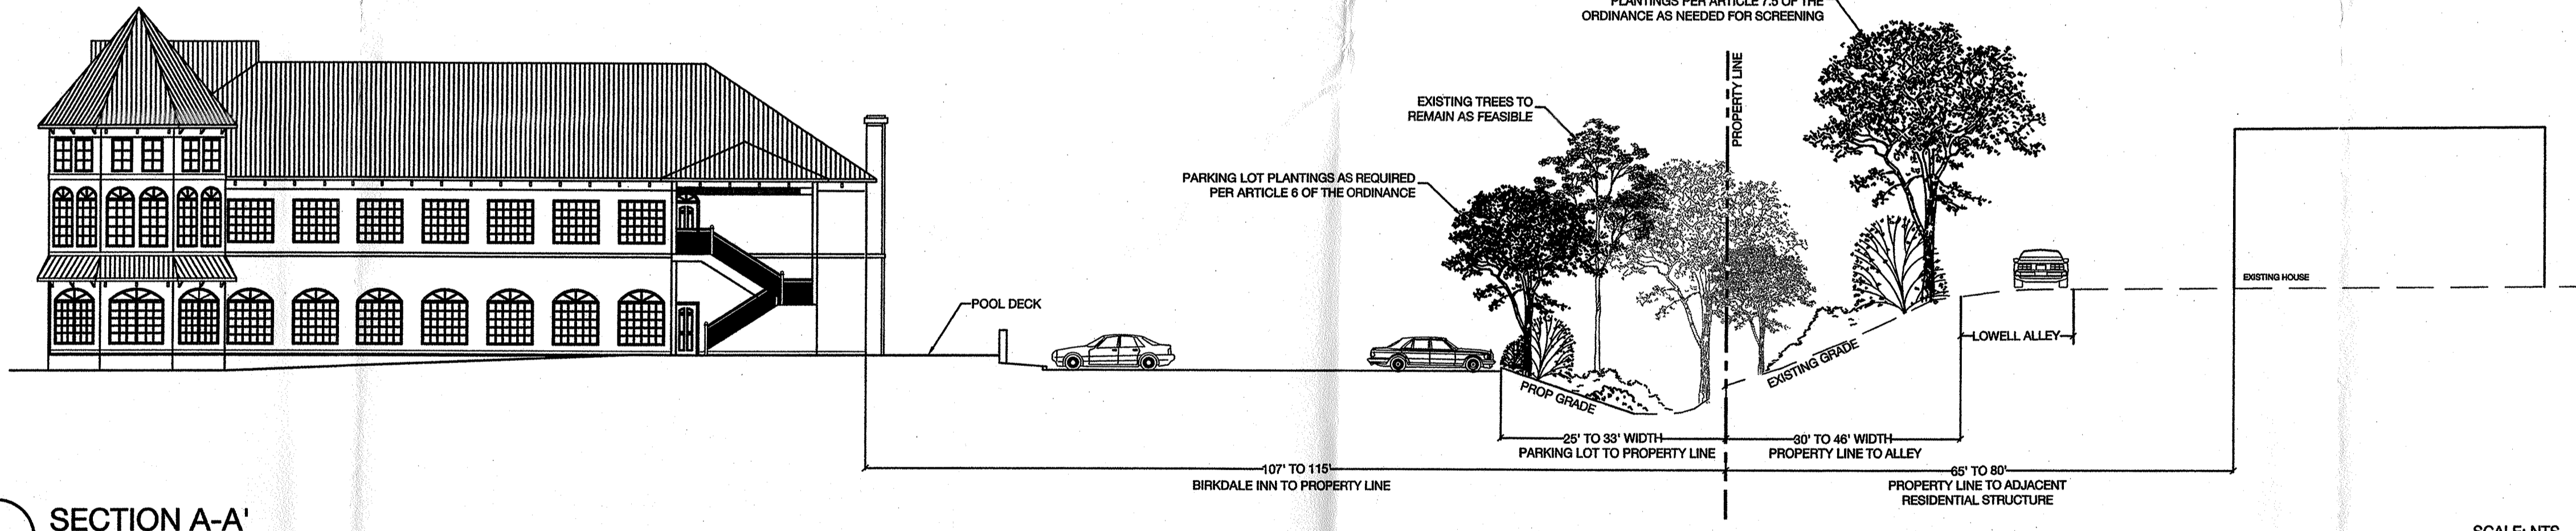 PLANTINGS PER ARTICLE 7.5 OF THE
ORDINANCE AS NEEDED FOR SCREENING
PROPERTY LINE
EXISTING TREES TO
REMAIN AS FEASIBLE
PARKING LOT PLANTINGS AS REQUIRED
PER ARTICLE 6 OF THE ORDINANCE
EXISTING HOUSE
POOL DECK
LOWELL ALLEY
EXISTING GRADE
PROP GRADE
25' TO 33' WIDTH
PARKING LOT TO PROPERTY LINE
30' TO 46' WIDTH
PROPERTY LINE TO ALLEY
107' TO 115'
BIRKDALE INN TO PROPERTY LINE
65' TO 80'
PROPERTY LINE TO ADJACENT
RESIDENTIAL STRUCTURE
SECTION A-A'
SCALE: NTS